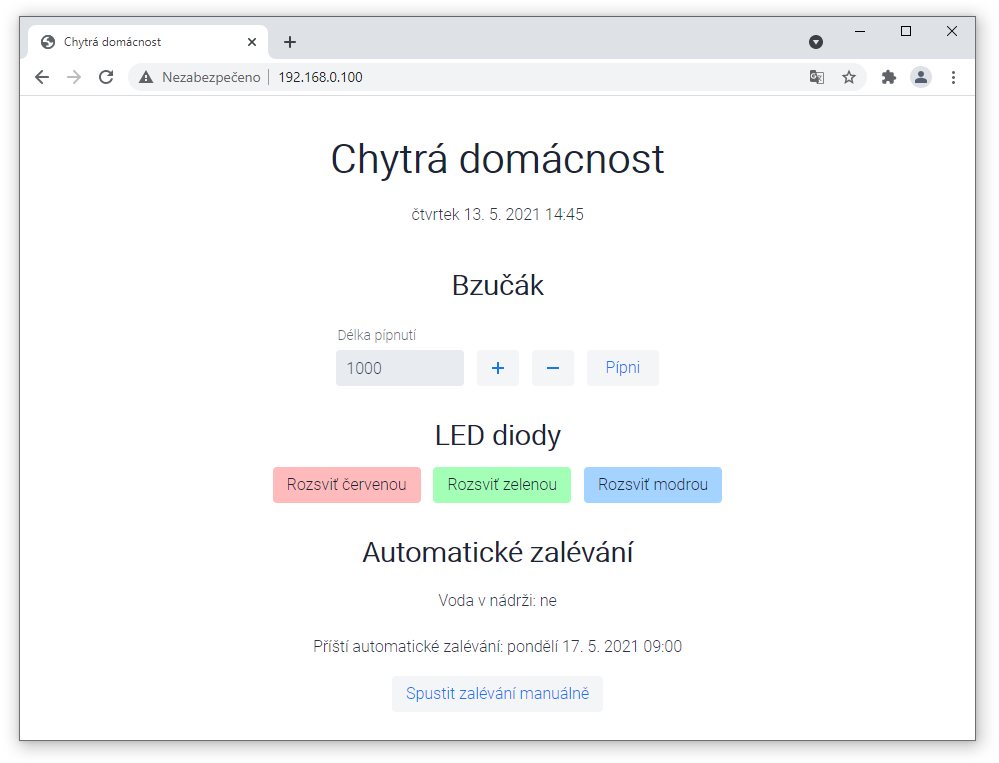 Chytrá domácnost
Nezabezpečeno | 192.168.0.100
Chytrá domácnost
čtvrtek 13. 5. 2021 14:45
Bzučák
Délka pípnutí
1000 + − Pípni
LED diody
Rozsviť červenou Rozsviť zelenou Rozsviť modrou
Automatické zalévání
Voda v nádrži: ne
Příští automatické zalévání: pondělí 17. 5. 2021 09:00
Spustit zalévání manuálně